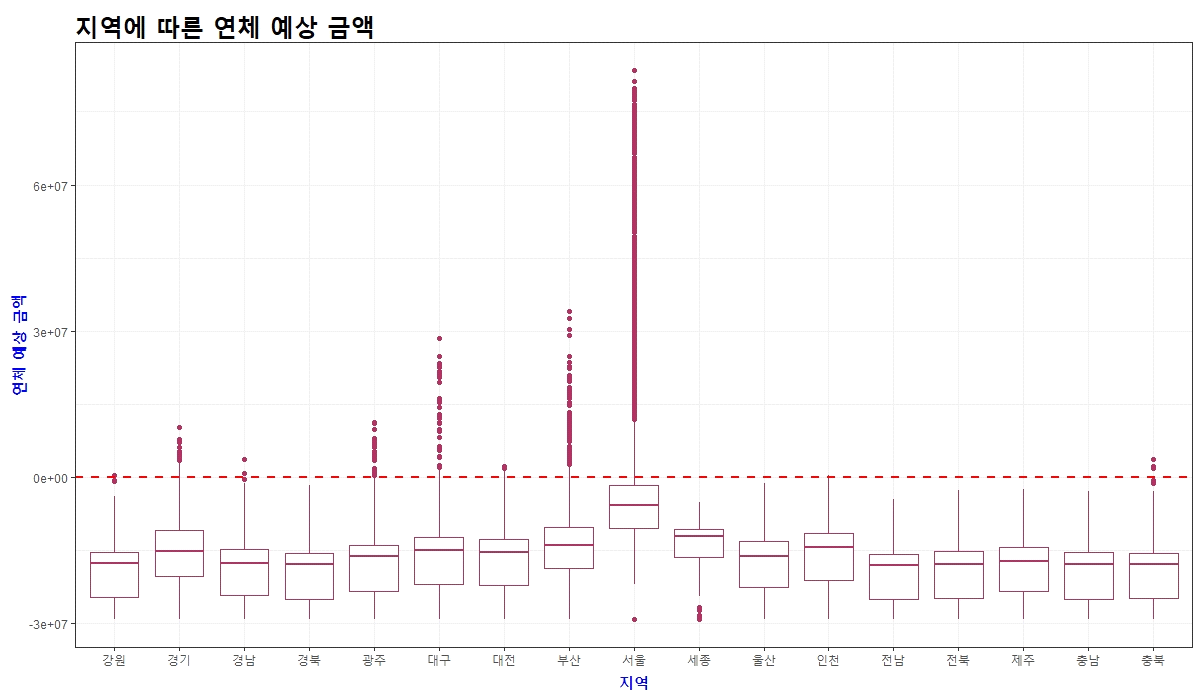 지역에 따른 연체 예상 금액
연체 예상 금액
6e+07
3e+07
0e+00
-3e+07
강원 경기 경남 경북 광주 대구 대전 부산 서울 세종 울산 인천 전남 전북 제주 충남 충북
지역